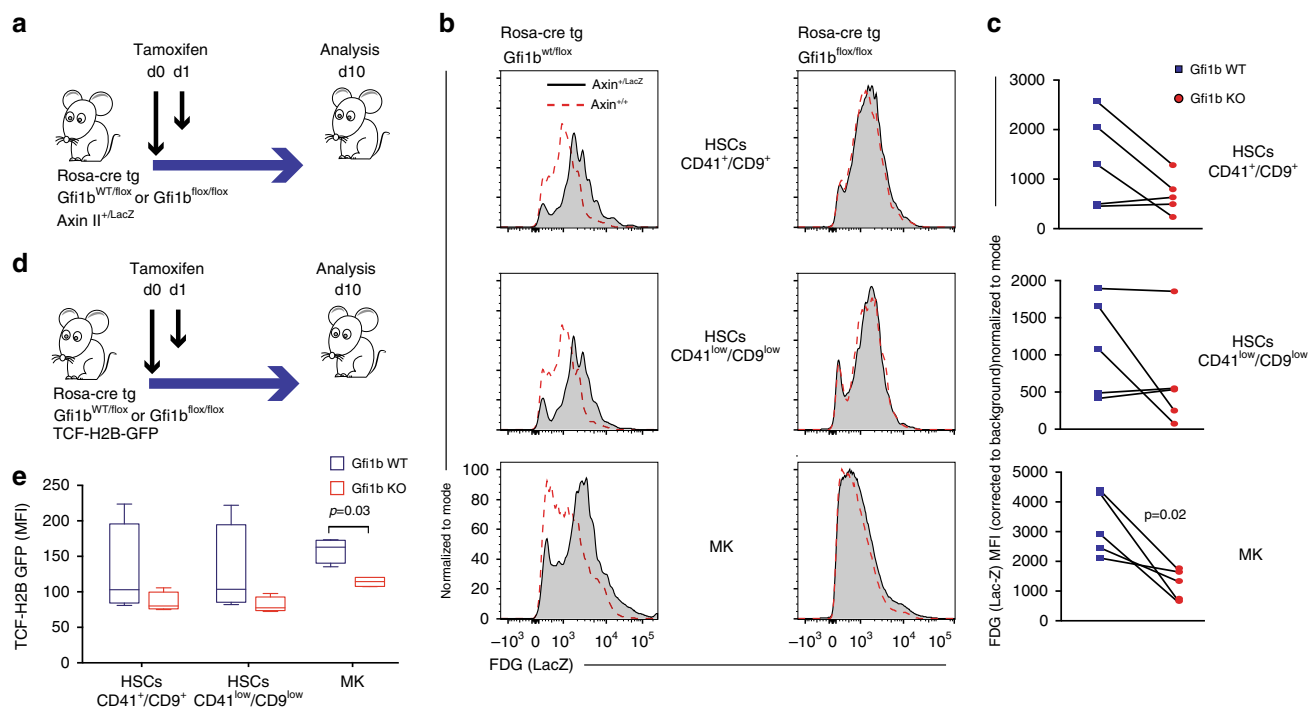 a
Tamoxifen
d0 d1
Analysis
d10
Rosa-cre tg
Gfi1b^WT/flox or Gfi1b^flox/flox
Axin II^+/LacZ
d
Tamoxifen
d0 d1
Analysis
d10
Rosa-cre tg
Gfi1b^WT/flox or Gfi1b^flox/flox
TCF-H2B-GFP
e
Gfi1b WT
Gfi1b KO
p=0.03
TCF-H2B GFP (MFI)
250
200
150
100
50
0
HSCs
CD41^+/CD9^+
HSCs
CD41^low/CD9^low
MK
b
Rosa-cre tg
Gfi1b^wt/flox
Rosa-cre tg
Gfi1b^flox/flox
Axin^+/LacZ
Axin^+/+
HSCs
CD41^+/CD9^+
HSCs
CD41^low/CD9^low
MK
Normalized to mode
100
80
60
40
20
0
−10^3 0 10^3 10^4 10^5
−10^3 0 10^3 10^4 10^5
FDG (LacZ)
c
Gfi1b WT
Gfi1b KO
FDG (Lac-Z) MFI (corrected to background)normalized to mode
3000
2000
1000
0
HSCs
CD41^+/CD9^+
2000
1500
1000
500
0
HSCs
CD41^low/CD9^low
5000
4000
3000
2000
1000
0
p=0.02
MK